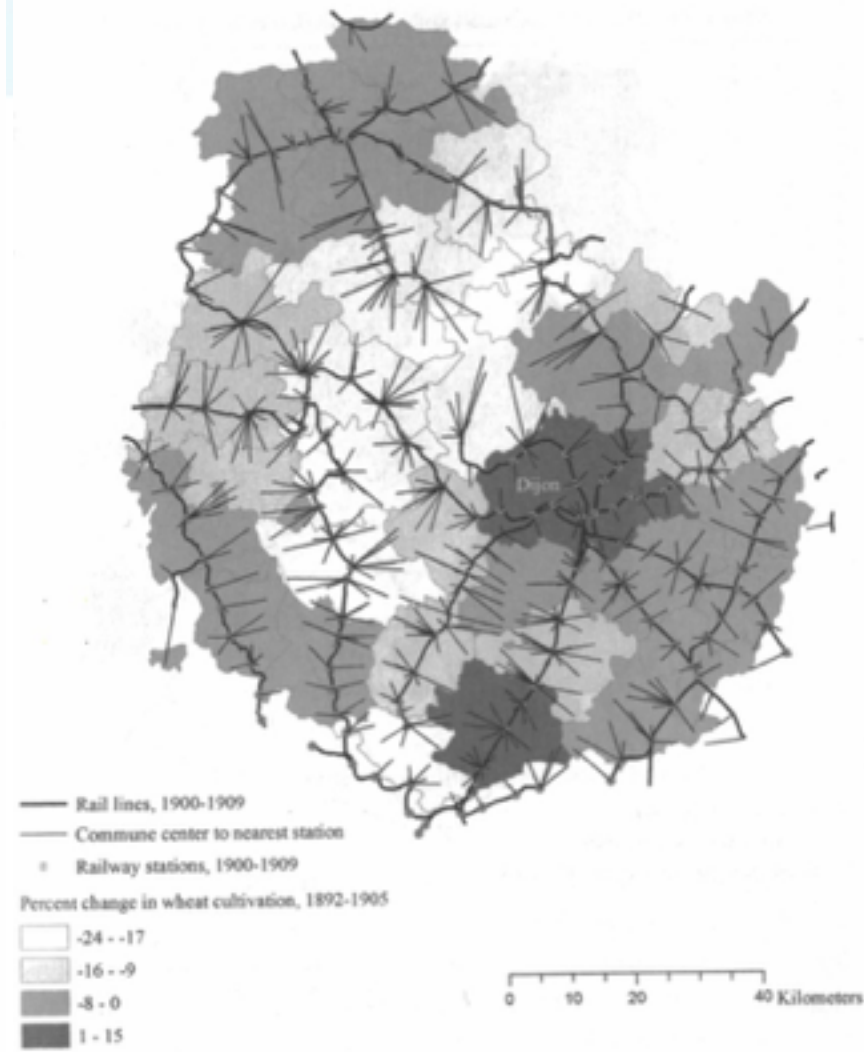 Dijon
Rail lines, 1900-1909
Commune center to nearest station
Railway stations, 1900-1909
Percent change in wheat cultivation, 1892-1905
-24 - -17
-16 - -9
-8 - 0
1 - 15
0 10 20 40 Kilometers